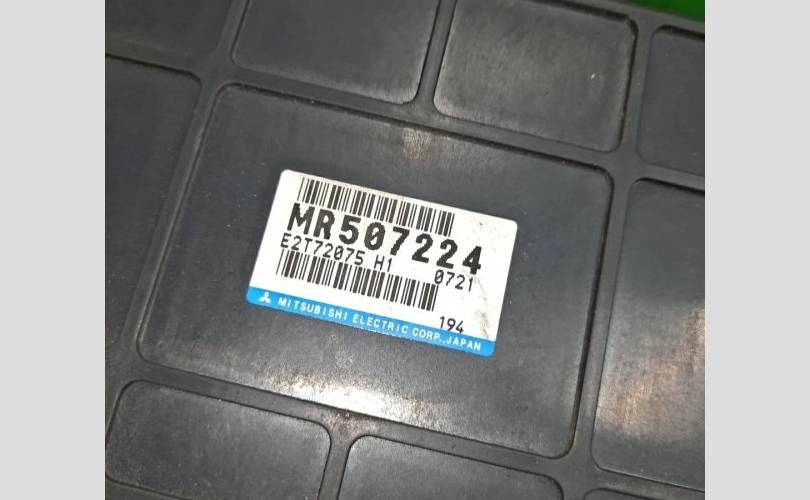 MR507224
E2T72075 H1 0721
194
MITSUBISHI ELECTRIC CORP.,JAPAN